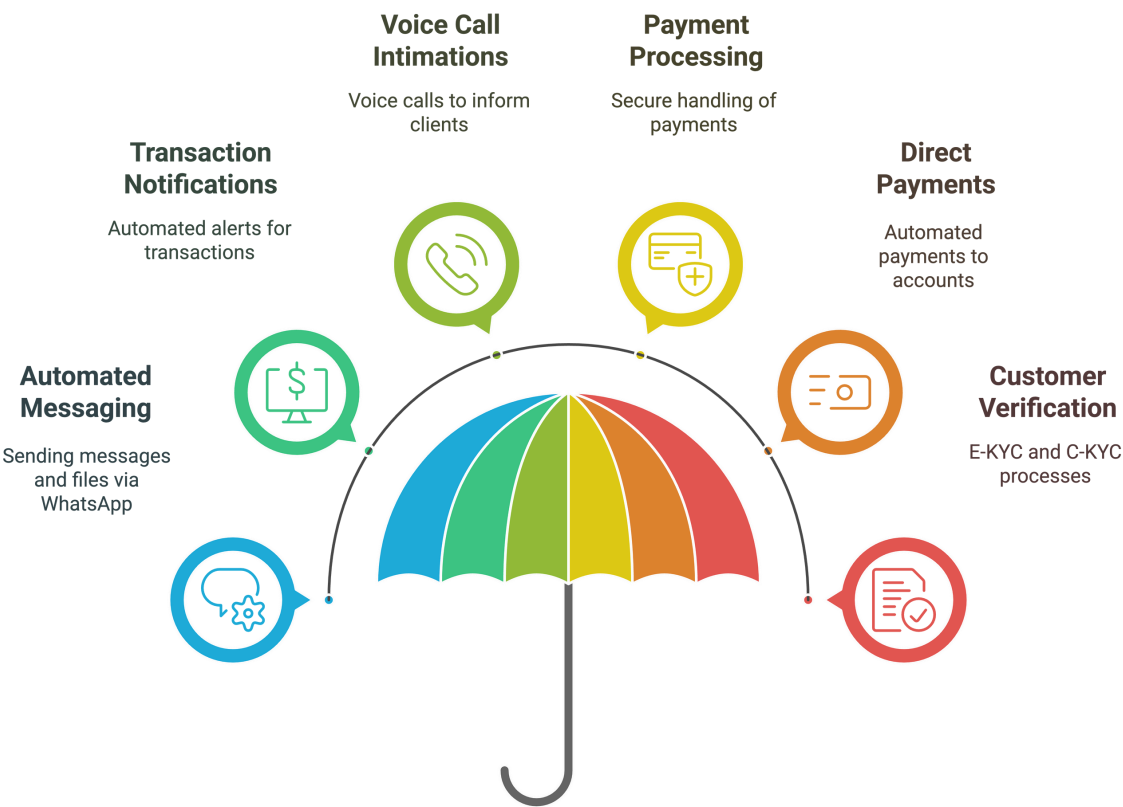 Voice Call
Intimations
Voice calls to inform
clients
Payment
Processing
Secure handling of
payments
Transaction
Notifications
Automated alerts for
transactions
Direct
Payments
Automated
payments to
accounts
Automated
Messaging
Sending messages
and files via
WhatsApp
Customer
Verification
E-KYC and C-KYC
processes
$